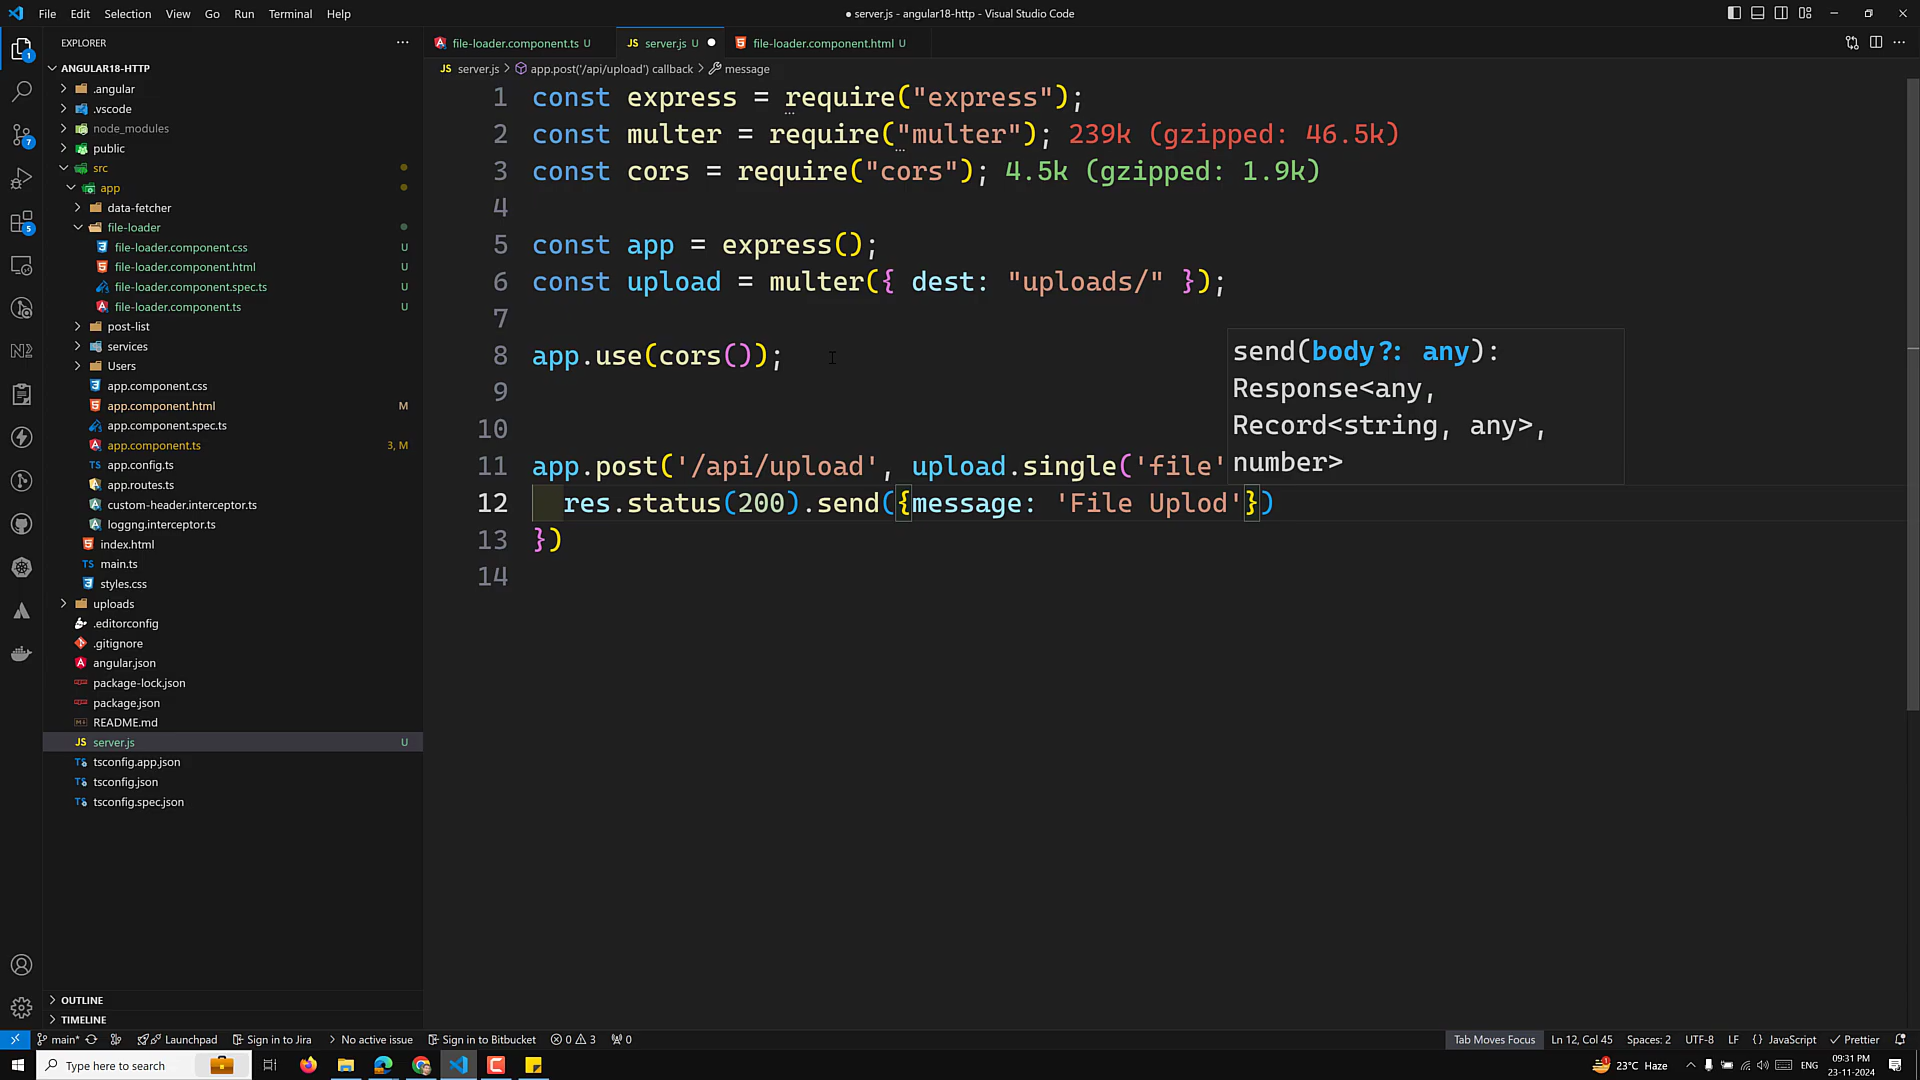 File Edit Selection View Go Run Terminal Help
● server.js - angular18-http - Visual Studio Code
EXPLORER
ANGULAR18-HTTP
.angular
.vscode
node_modules
public
src
app
data-fetcher
file-loader
file-loader.component.css U
file-loader.component.html U
file-loader.component.spec.ts U
file-loader.component.ts U
post-list
services
Users
app.component.css
app.component.html M
app.component.spec.ts
app.component.ts 3, M
app.config.ts
app.routes.ts
custom-header.interceptor.ts
loggng.interceptor.ts
index.html
main.ts
styles.css
uploads
.editorconfig
.gitignore
angular.json
package-lock.json
package.json
README.md
JS server.js U
tsconfig.app.json
tsconfig.json
tsconfig.spec.json
OUTLINE
TIMELINE
file-loader.component.ts U JS server.js U ● file-loader.component.html U
JS server.js > app.post('/api/upload') callback > message
1 const express = require("express");
2 const multer = require("multer"); 239k (gzipped: 46.5k)
3 const cors = require("cors"); 4.5k (gzipped: 1.9k)
4
5 const app = express();
6 const upload = multer({ dest: "uploads/" });
7
8 app.use(cors());
9
10
11 app.post('/api/upload', upload.single('file'
12 res.status(200).send({message: 'File Uplod'})
13 })
14
send(body?: any):
Response<any,
Record<string, any>,
number>
main* Launchpad Sign in to Jira No active issue Sign in to Bitbucket 0 3 0 Tab Moves Focus Ln 12, Col 45 Spaces: 2 UTF-8 LF {} JavaScript Prettier
Type here to search 23°C Haze ENG 09:31 PM
23-11-2024